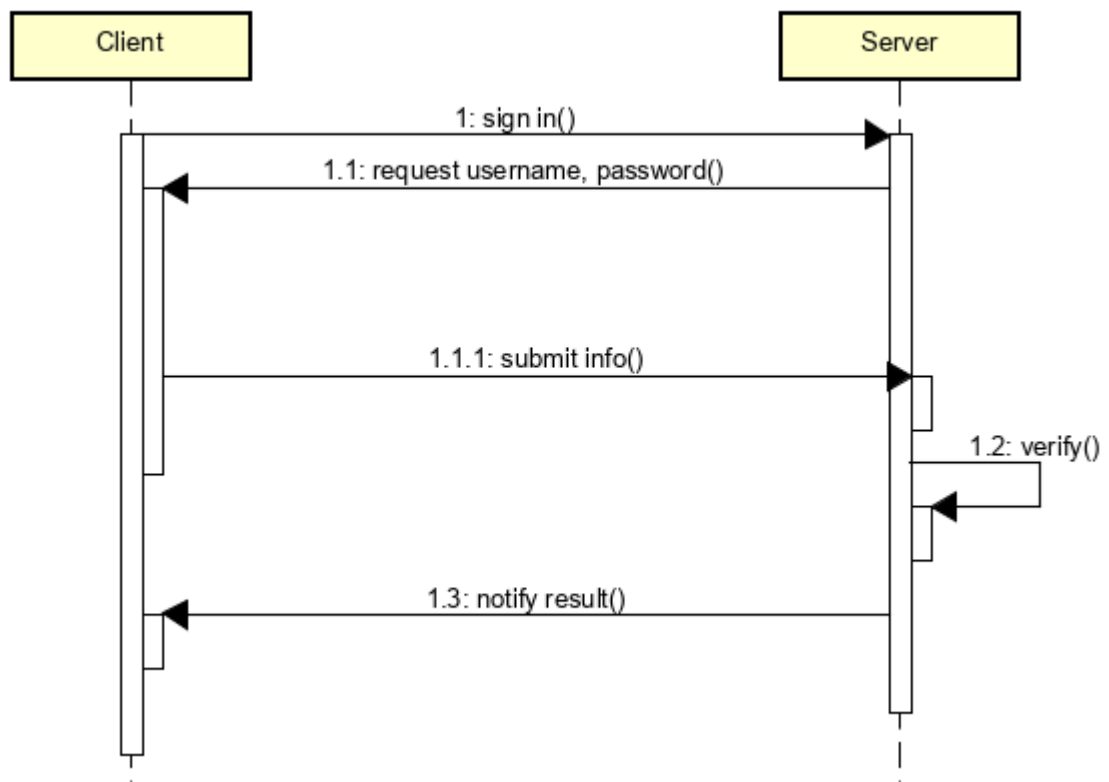 Client
Server
1: sign in()
1.1: request username, password()
1.1.1: submit info()
1.2: verify()
1.3: notify result()